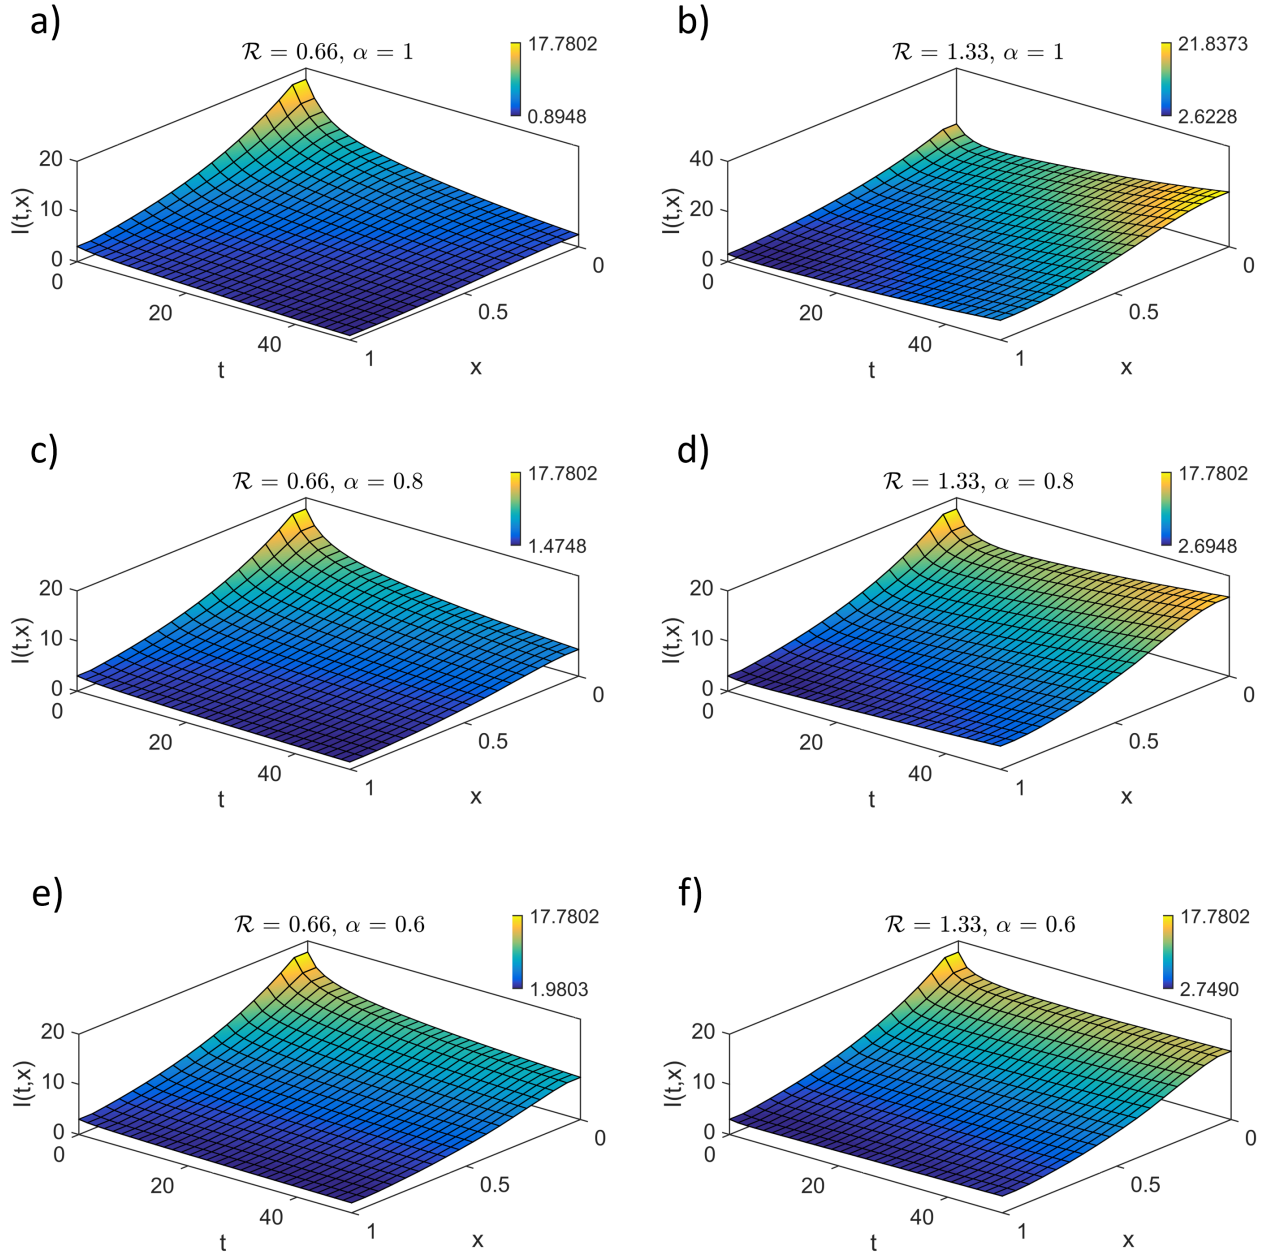 a)
ℛ = 0.66, α = 1
17.7802
0.8948
20
10
0
I(t,x)
0
20
40
t
1
0.5
0
x
b)
ℛ = 1.33, α = 1
21.8373
2.6228
40
20
0
I(t,x)
0
20
40
t
1
0.5
0
x
c)
ℛ = 0.66, α = 0.8
17.7802
1.4748
20
10
0
I(t,x)
0
20
40
t
1
0.5
0
x
d)
ℛ = 1.33, α = 0.8
17.7802
2.6948
20
10
0
I(t,x)
0
20
40
t
1
0.5
0
x
e)
ℛ = 0.66, α = 0.6
17.7802
1.9803
20
10
0
I(t,x)
0
20
40
t
1
0.5
0
x
f)
ℛ = 1.33, α = 0.6
17.7802
2.7490
20
10
0
I(t,x)
0
20
40
t
1
0.5
0
x